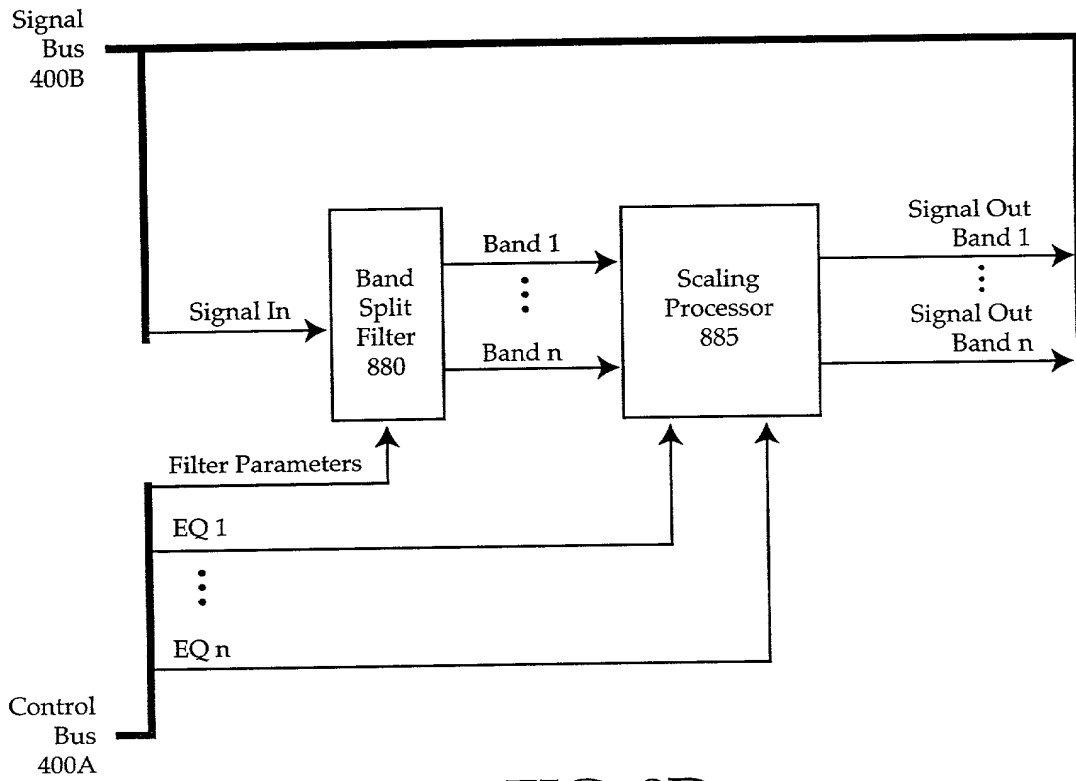 Signal
Bus
400B
Signal In
Band
Split
Filter
880
Band 1
Band n
Scaling
Processor
885
Signal Out
Band 1
Signal Out
Band n
Filter Parameters
EQ 1
EQ n
Control
Bus
400A